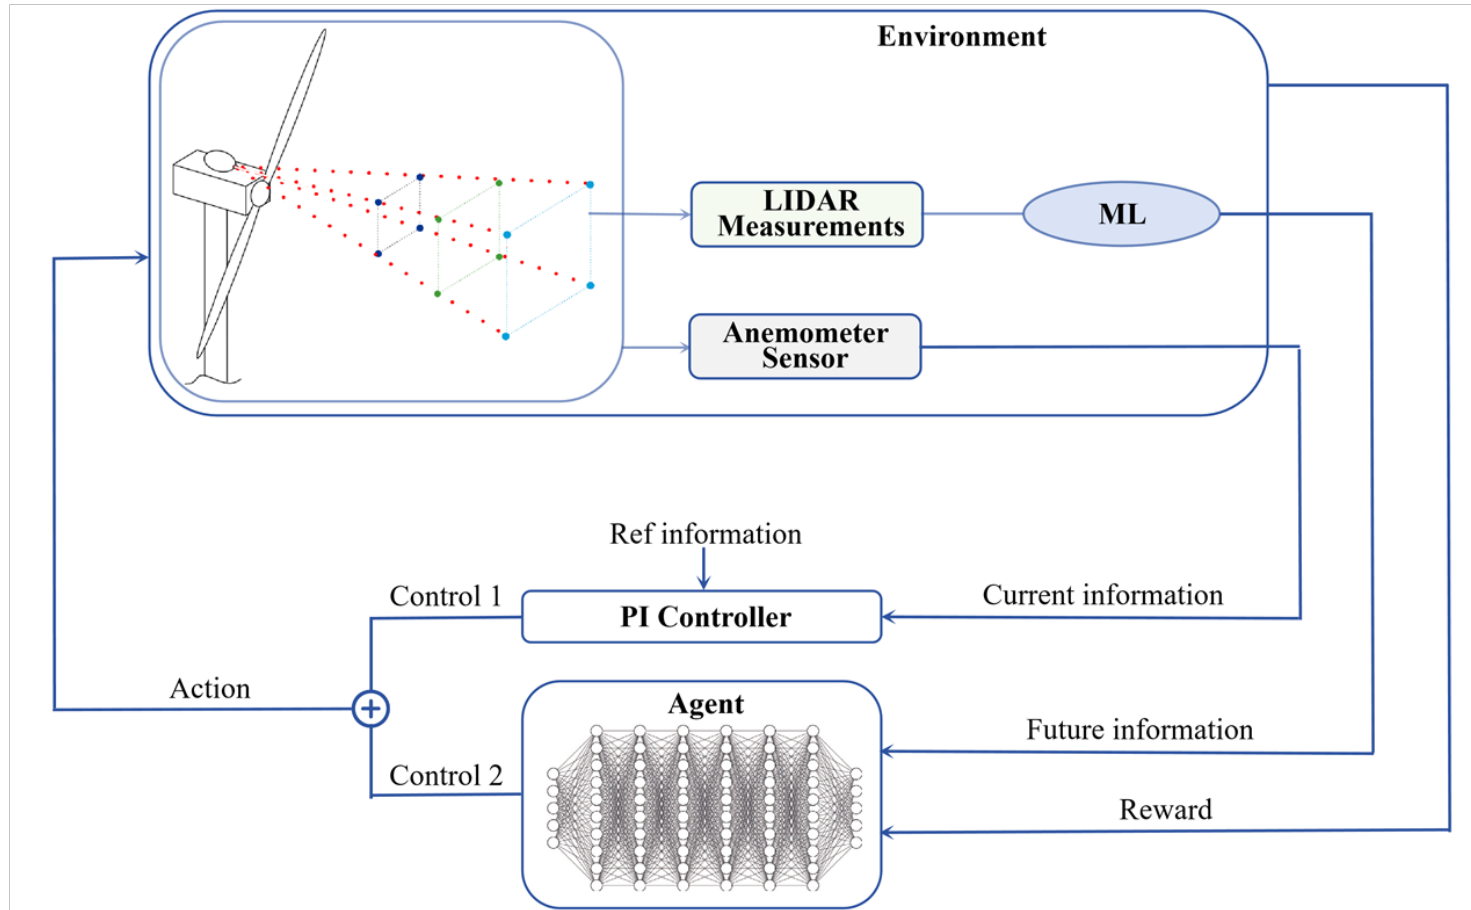 Environment
LIDAR
Measurements
ML
Anemometer
Sensor
Ref information
Control 1
PI Controller
Current information
Action
Agent
Future information
Control 2
Reward